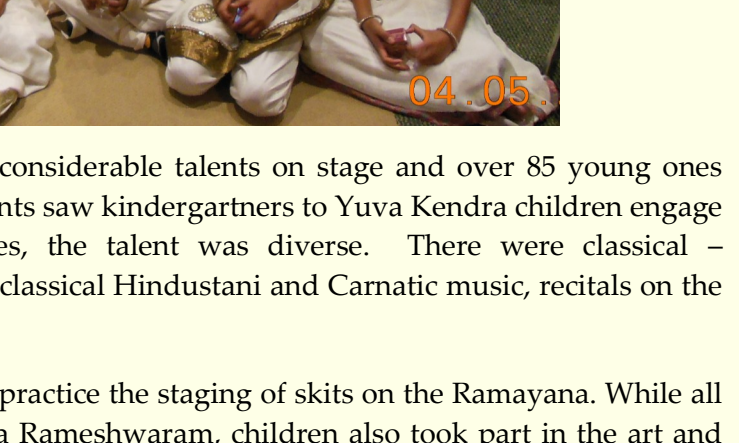 04.05.
considerable talents on stage and over 85 young ones
nts saw kindergartners to Yuva Kendra children engage
es, the talent was diverse. There were classical –
classical Hindustani and Carnatic music, recitals on the
practice the staging of skits on the Ramayana. While all
a Rameshwaram, children also took part in the art and